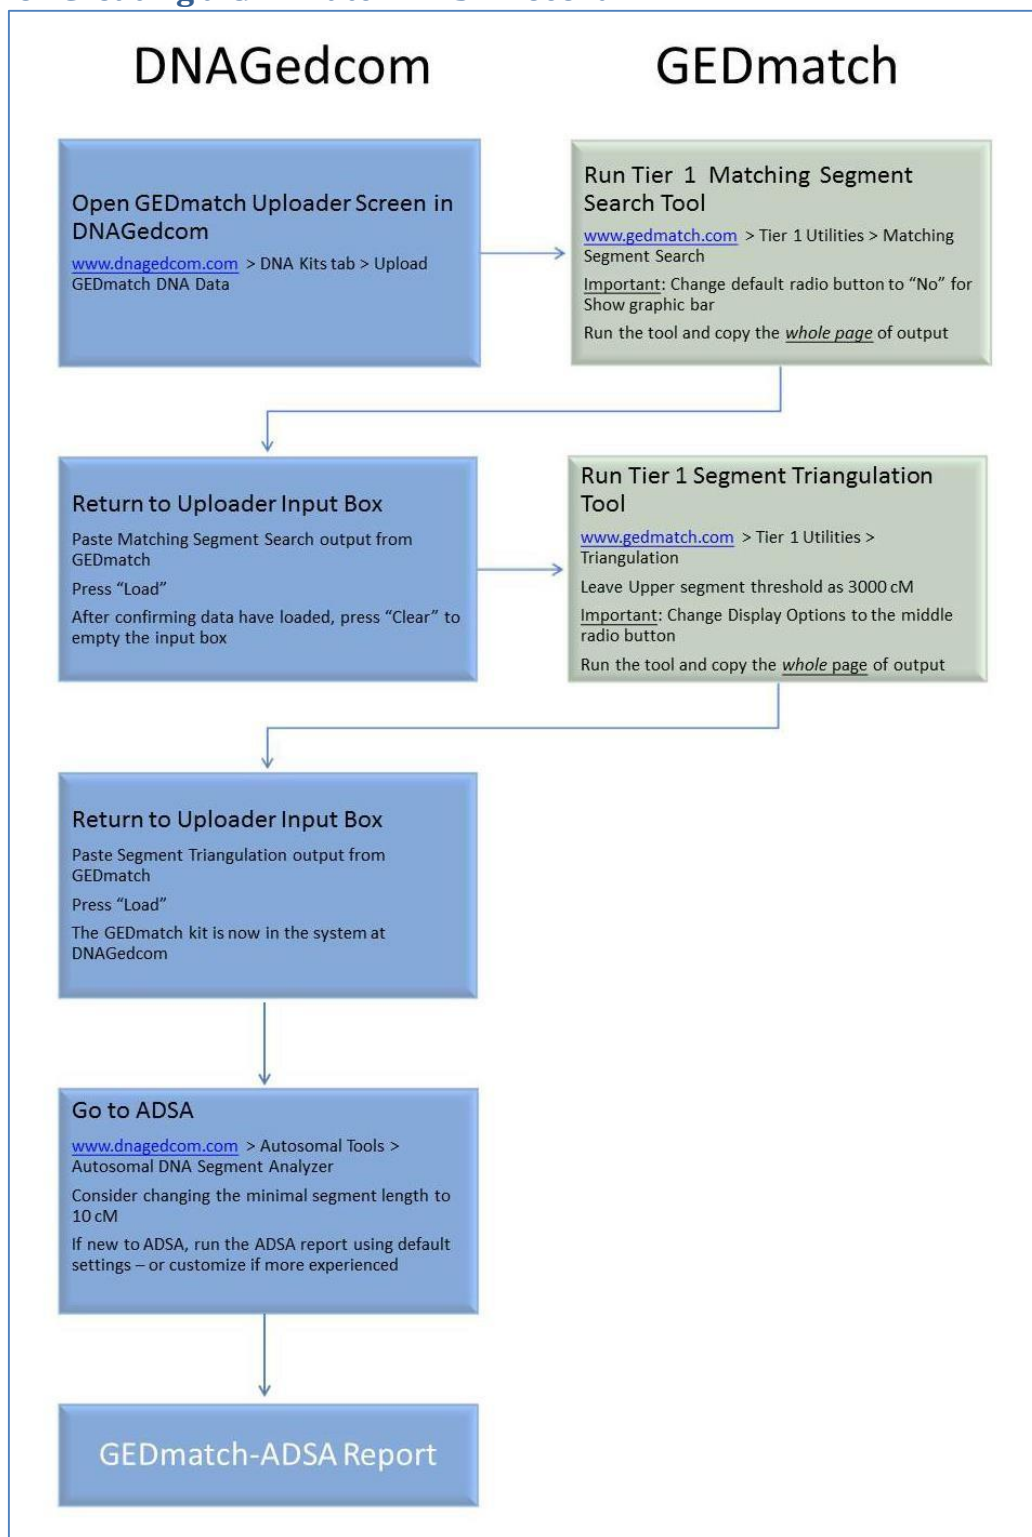 DNAGedcom
GEDmatch
Open GEDmatch Uploader Screen in
DNAGedcom
www.dnagedcom.com > DNA Kits tab > Upload
GEDmatch DNA Data
Run Tier 1 Matching Segment
Search Tool
www.gedmatch.com > Tier 1 Utilities > Matching
Segment Search
Important: Change default radio button to “No” for
Show graphic bar
Run the tool and copy the whole page of output
Return to Uploader Input Box
Paste Matching Segment Search output from
GEDmatch
Press “Load”
After confirming data have loaded, press “Clear” to
empty the input box
Run Tier 1 Segment Triangulation
Tool
www.gedmatch.com > Tier 1 Utilities >
Triangulation
Leave Upper segment threshold as 3000 cM
Important: Change Display Options to the middle
radio button
Run the tool and copy the whole page of output
Return to Uploader Input Box
Paste Segment Triangulation output from
GEDmatch
Press “Load”
The GEDmatch kit is now in the system at
DNAGedcom
Go to ADSA
www.dnagedcom.com > Autosomal Tools >
Autosomal DNA Segment Analyzer
Consider changing the minimal segment length to
10 cM
If new to ADSA, run the ADSA report using default
settings – or customize if more experienced
GEDmatch-ADSA Report